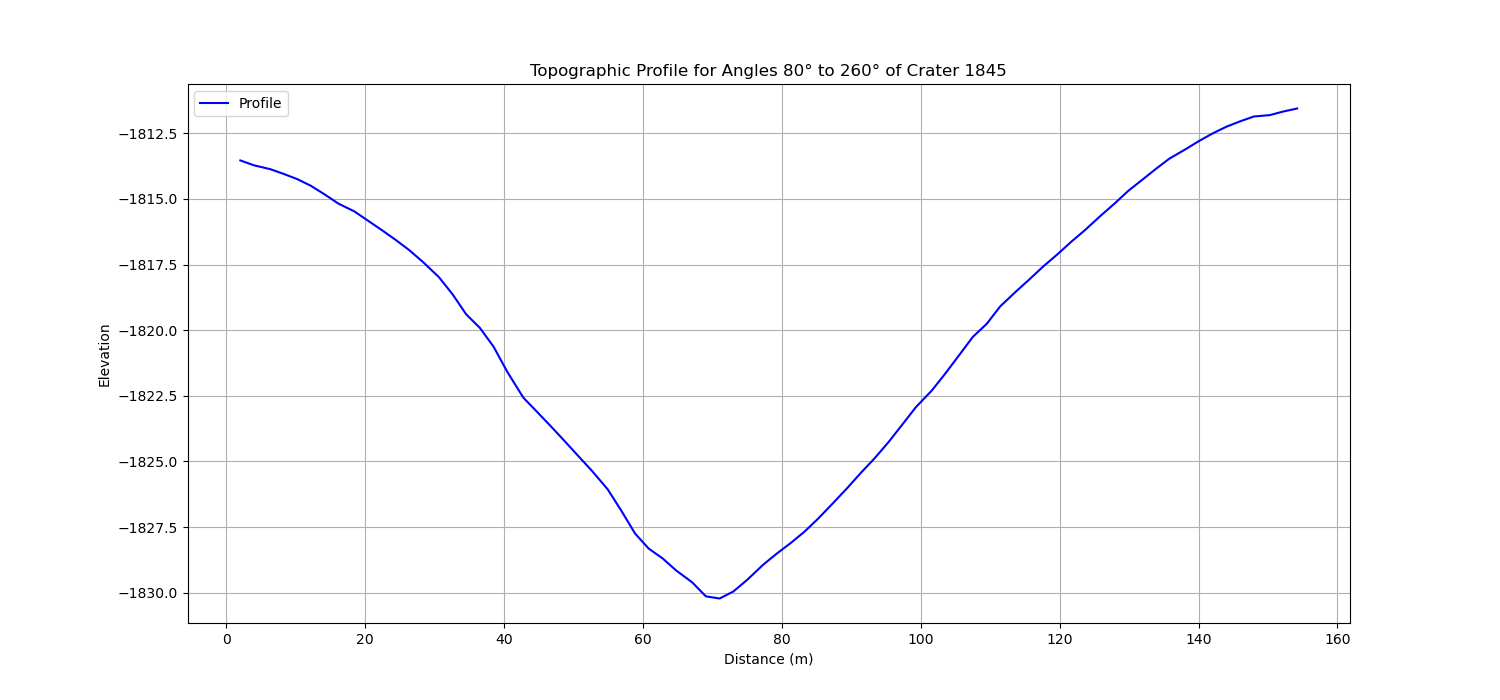 Topographic Profile for Angles 80° to 260° of Crater 1845
Profile
−1812.5
−1815.0
−1817.5
−1820.0
−1822.5
−1825.0
−1827.5
−1830.0
Elevation
0 20 40 60 80 100 120 140 160
Distance (m)